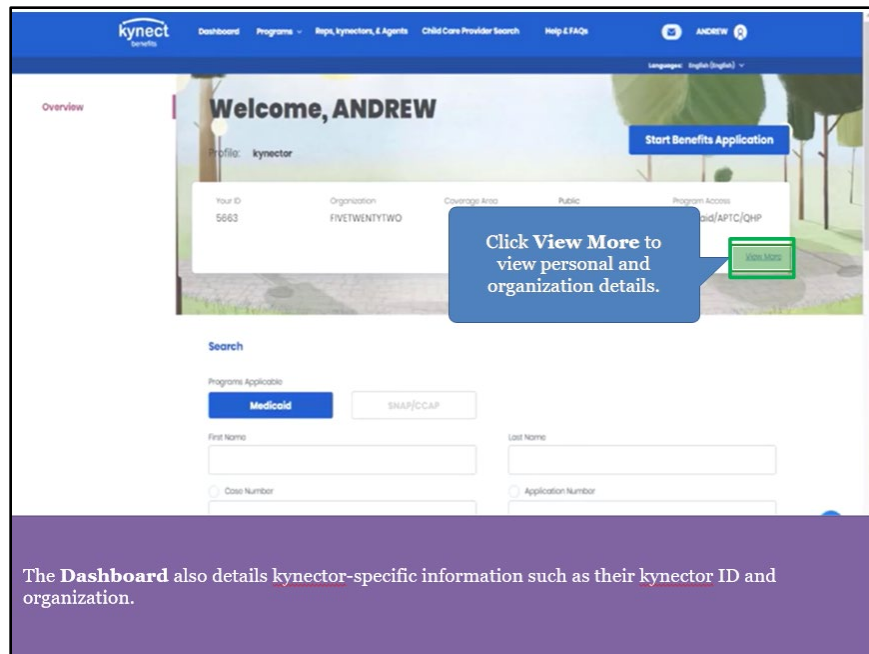 kynect
benefits
Dashboard Programs Reps, kynectors, & Agents Child Care Provider Search Help & FAQs ANDREW
Languages: English (English)
Overview
Welcome, ANDREW
Start Benefits Application
Profile: kynector
Your ID Organization Coverage Area Public Program Access
5663 FIVETWENTYTWO aid/APTC/QHP
Click View More to
view personal and
organization details.
View More
Search
Programs Applicable
Medicaid SNAP/CCAP
First Name Last Name
Case Number Application Number
The Dashboard also details kynector-specific information such as their kynector ID and
organization.